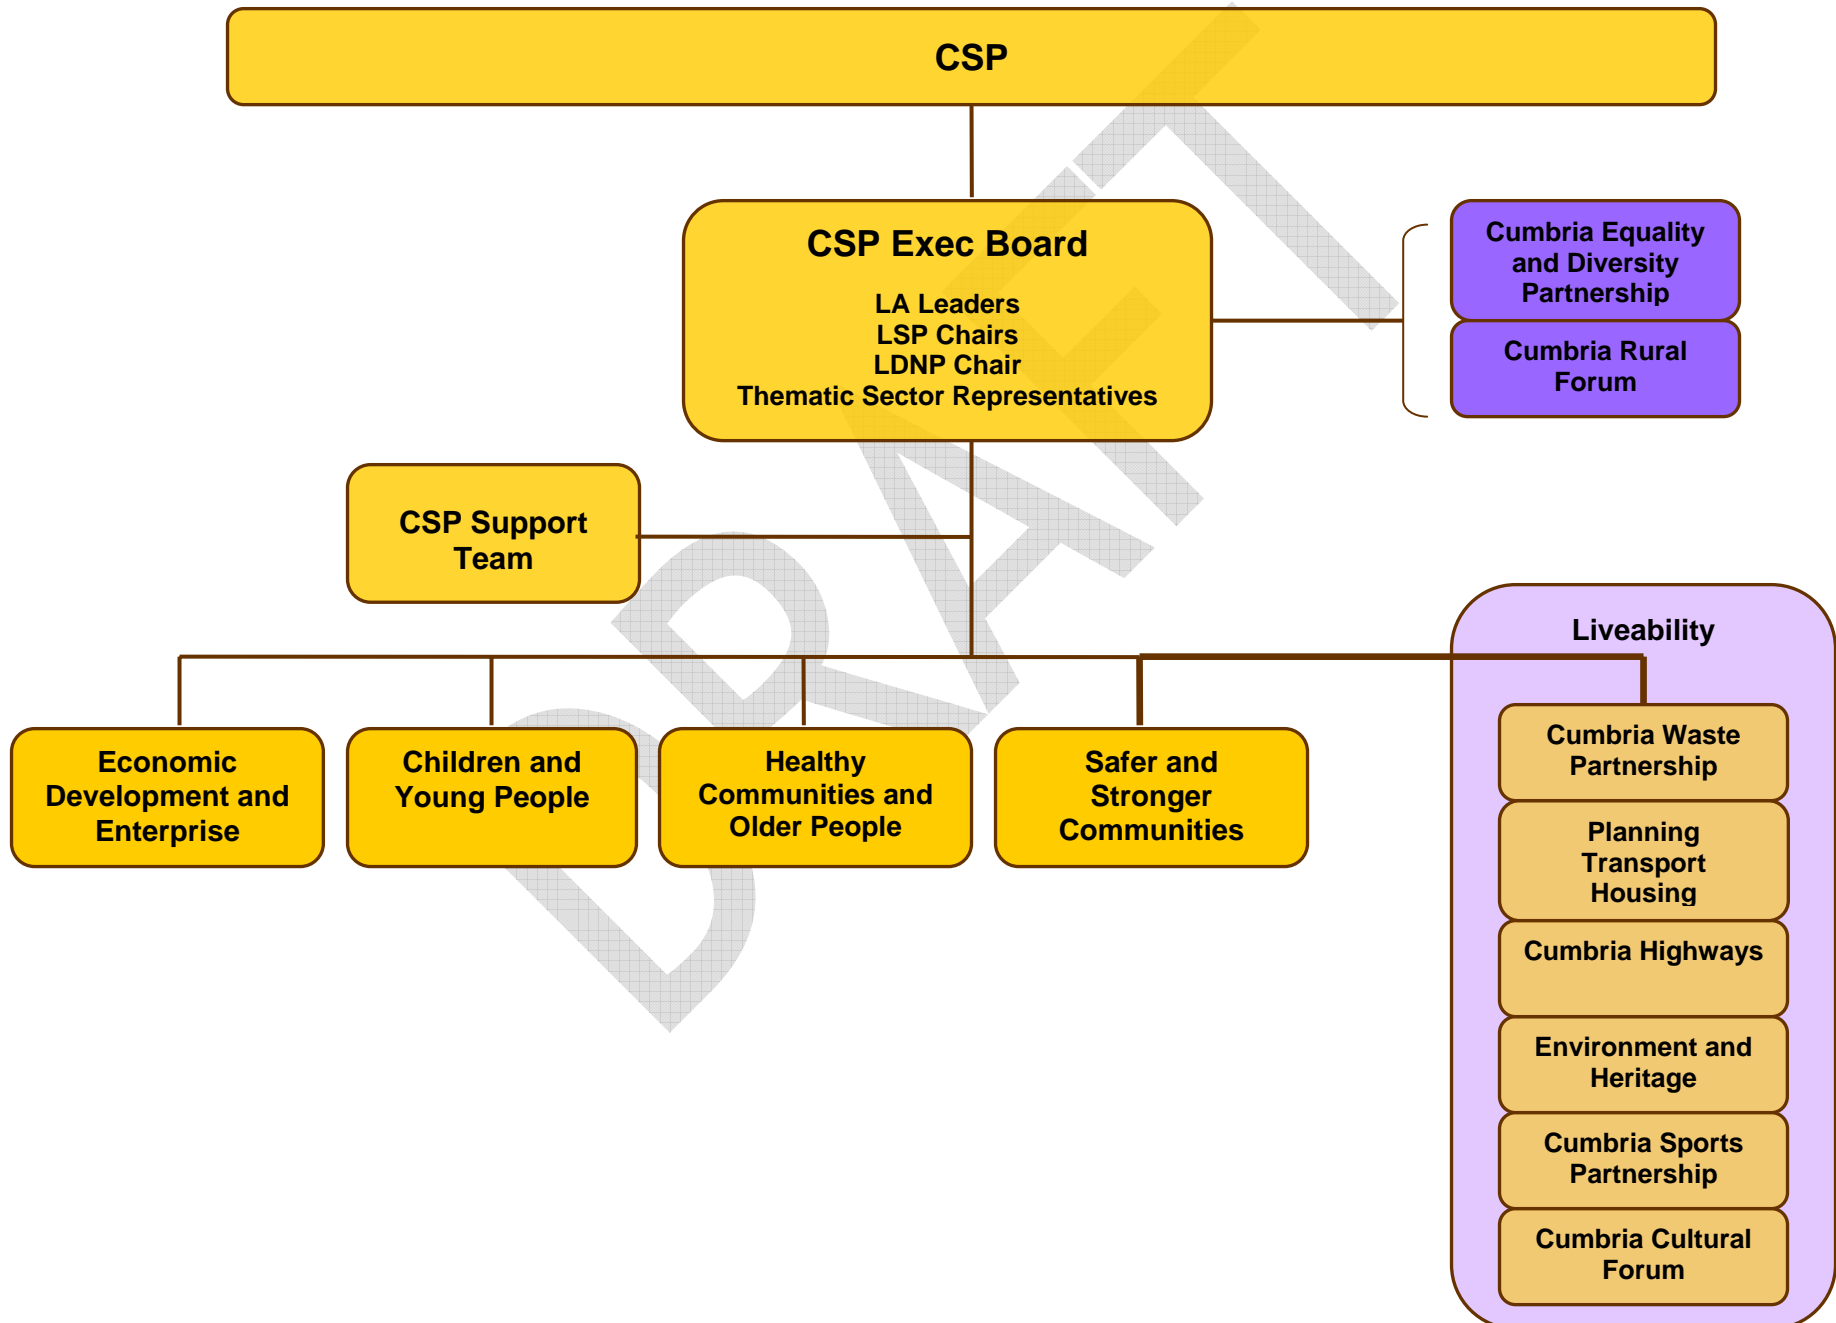 CSP
CSP Exec Board
LA Leaders
LSP Chairs
LDNP Chair
Thematic Sector Representatives
Cumbria Equality
and Diversity
Partnership
Cumbria Rural
Forum
CSP Support
Team
Liveability
Economic
Development and
Enterprise
Children and
Young People
Healthy
Communities and
Older People
Safer and
Stronger
Communities
Cumbria Waste
Partnership
Planning
Transport
Housing
Cumbria Highways
Environment and
Heritage
Cumbria Sports
Partnership
Cumbria Cultural
Forum
DRAFT